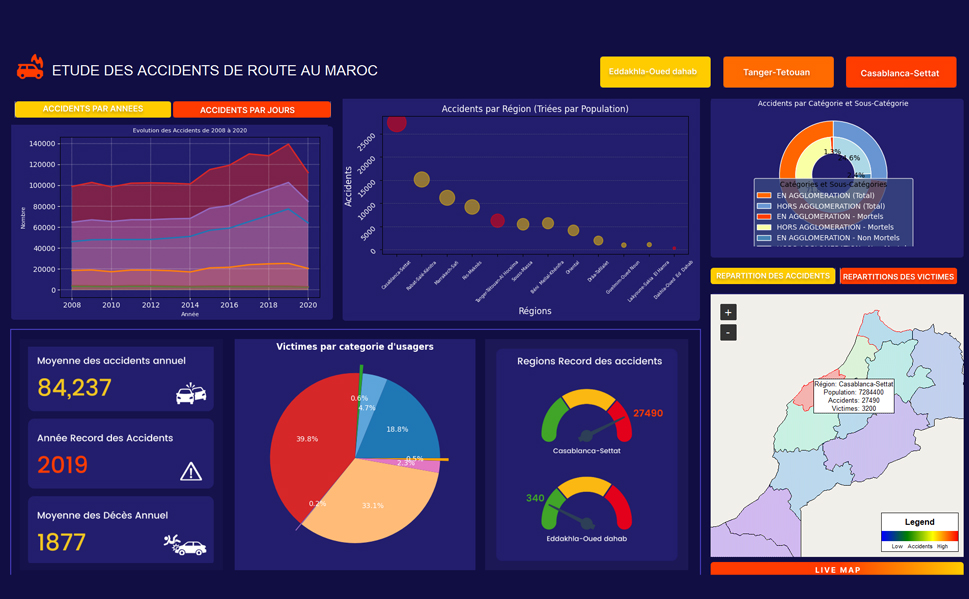 ETUDE DES ACCIDENTS DE ROUTE AU MAROC
Eddakhla-Oued dahab
Tanger-Tetouan
Casablanca-Settat
ACCIDENTS PAR ANNEES
ACCIDENTS PAR JOURS
Evolution des Accidents de 2008 à 2020
Nombre
140000
120000
100000
80000
60000
40000
20000
0
2008 2010 2012 2014 2016 2018 2020
Année
Accidents par Région (Triées par Population)
Accidents
25000
20000
15000
10000
5000
0
Casablanca-Settat
Rabat-Salé-Kénitra
Marrakech-Safi
Fès-Meknès
Tanger-Tétouan-Al Hoceïma
Souss-Massa
Béni Mellal-Khénifra
Oriental
Drâa-Tafilalet
Guelmim-Oued Noun
Laâyoune-Sakia El Hamra
Dakhla-Oued Ed Dahab
Régions
Accidents par Catégorie et Sous-Catégorie
1.3%
Catégories et Sous-Catégories
EN AGGLOMERATION (Total)
HORS AGGLOMERATION (Total)
EN AGGLOMERATION - Mortels
HORS AGGLOMERATION - Mortels
EN AGGLOMERATION - Non Mortels
REPARTITION DES ACCIDENTS
REPARTITIONS DES VICTIMES
+
-
Région: Casablanca-Settat
Population: 7284400
Accidents: 27490
Victimes: 3200
Legend
Low Accidents High
LIVE MAP
Moyenne des accidents annuel
84,237
Année Record des Accidents
2019
Moyenne des Décès Annuel
1877
Victimes par categorie d'usagers
0.6%
4.7%
18.8%
39.8%
0.5%
2.3%
0.2%
33.1%
Regions Record des accidents
27490
Casablanca-Settat
340
Eddakhla-Oued dahab